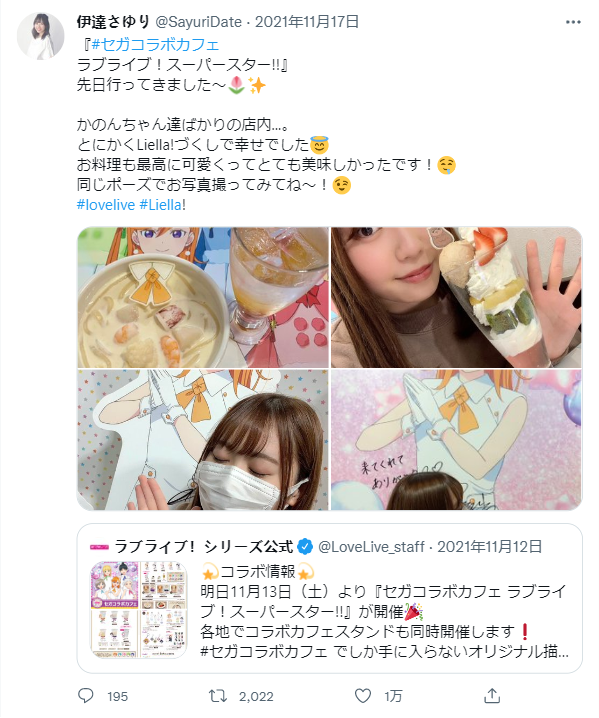 伊達さゆり @SayuriDate · 2021年11月17日
『#セガコラボカフェ
ラブライブ！スーパースター!!』
先日行ってきました〜🌷✨
かのんちゃん達ばかりの店内...。
とにかくLiella!づくしで幸せでした😇
お料理も最高に可愛くってとても美味しかったです！🤤
同じポーズでお写真撮ってみてね〜！😉
#lovelive #Liella!
来てくれて
ありがとう
ラブライブ！シリーズ公式 @LoveLive_staff · 2021年11月12日
💫コラボ情報💫
明日11月13日（土）より『セガコラボカフェ ラブライ
ブ！スーパースター!!』が開催🎉
各地でコラボカフェスタンドも同時開催します❗
#セガコラボカフェ でしか手に入らないオリジナル描...
195 2,022 1万